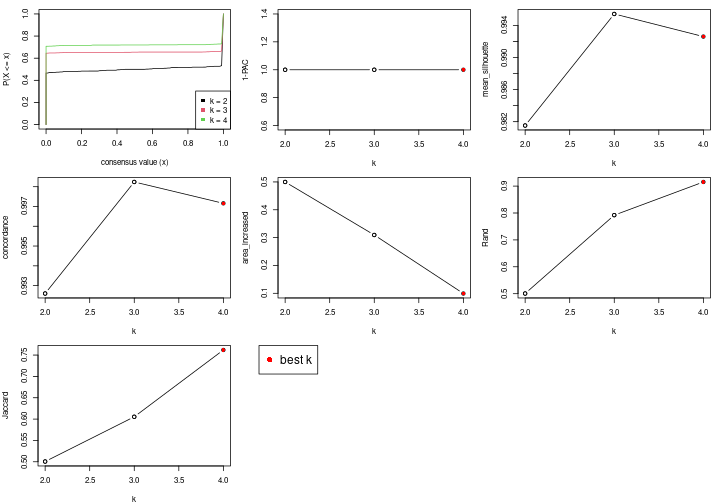 P(X <= x)
0.0 0.2 0.4 0.6 0.8 1.0
k = 2
k = 3
k = 4
0.0 0.2 0.4 0.6 0.8 1.0
consensus value (x)
1-PAC
0.6 0.8 1.0 1.2 1.4
2.0 2.5 3.0 3.5 4.0
k
mean_silhouette
0.982 0.986 0.990 0.994
2.0 2.5 3.0 3.5 4.0
k
concordance
0.993 0.995 0.997
2.0 2.5 3.0 3.5 4.0
k
area_increased
0.1 0.2 0.3 0.4 0.5
2.0 2.5 3.0 3.5 4.0
k
Rand
0.5 0.6 0.7 0.8 0.9
2.0 2.5 3.0 3.5 4.0
k
Jaccard
0.50 0.55 0.60 0.65 0.70 0.75
2.0 2.5 3.0 3.5 4.0
k
best k